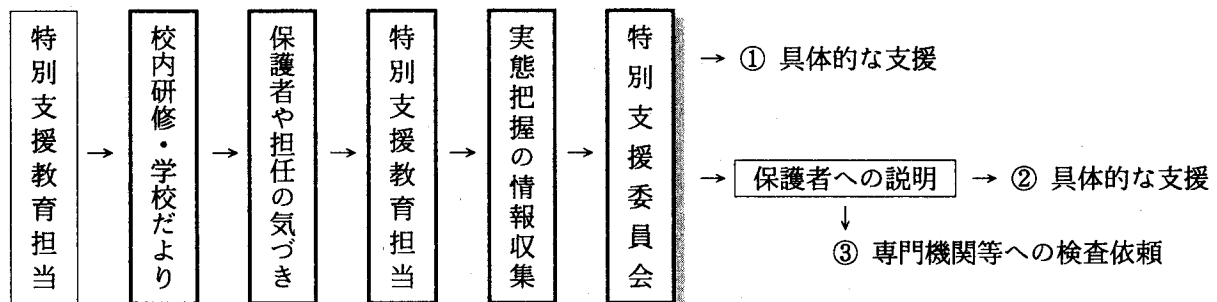 特別支援教育担当
→
校内研修・学校だより
→
保護者や担任の気づき
→
特別支援教育担当
→
実態把握の情報収集
→
特別支援委員会
→ ① 具体的な支援
→ 保護者への説明 → ② 具体的な支援
↓
③ 専門機関等への検査依頼